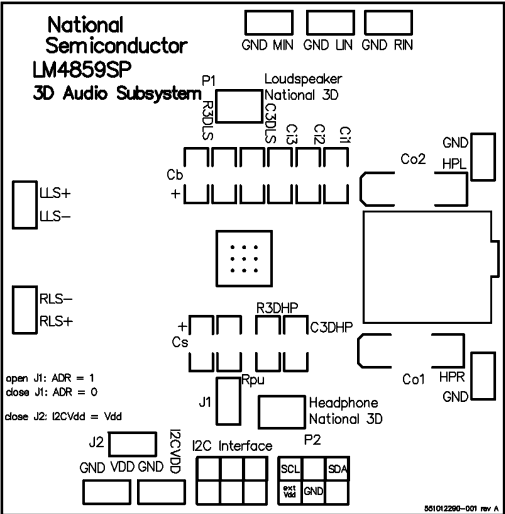 National
Semiconductor
LM4859SP
3D Audio Subsystem
GND MIN
GND LIN
GND RIN
P1
Loudspeaker
National 3D
R3DLS
C3DLS
Ci3
Ci2
Ci1
Cb
+
Co2
GND
HPL
LLS+
LLS-
RLS-
RLS+
R3DHP
+
Cs
C3DHP
Rpu
Co1
HPR
GND
open J1: ADR = 1
close J1: ADR = 0
close J2: I2CVdd = Vdd
J1
Headphone
National 3D
J2
I2CVDD
I2C Interface
P2
GND VDD GND
SCL
SDA
ext
Vdd
GND
551012290-001 rev A